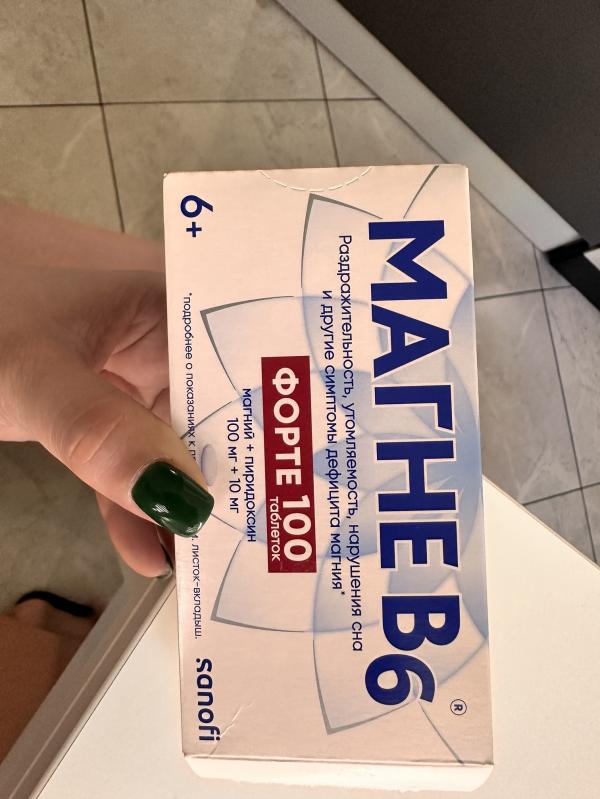 МАГНЕ B6®
Раздражительность, утомляемость, нарушения сна
и другие симптомы дефицита магния*
ФОРТЕ 100
таблеток
магний + пиридоксин
100 мг + 10 мг
6+
*подробнее о показаниях к
листок-вкладыш.
sanofi